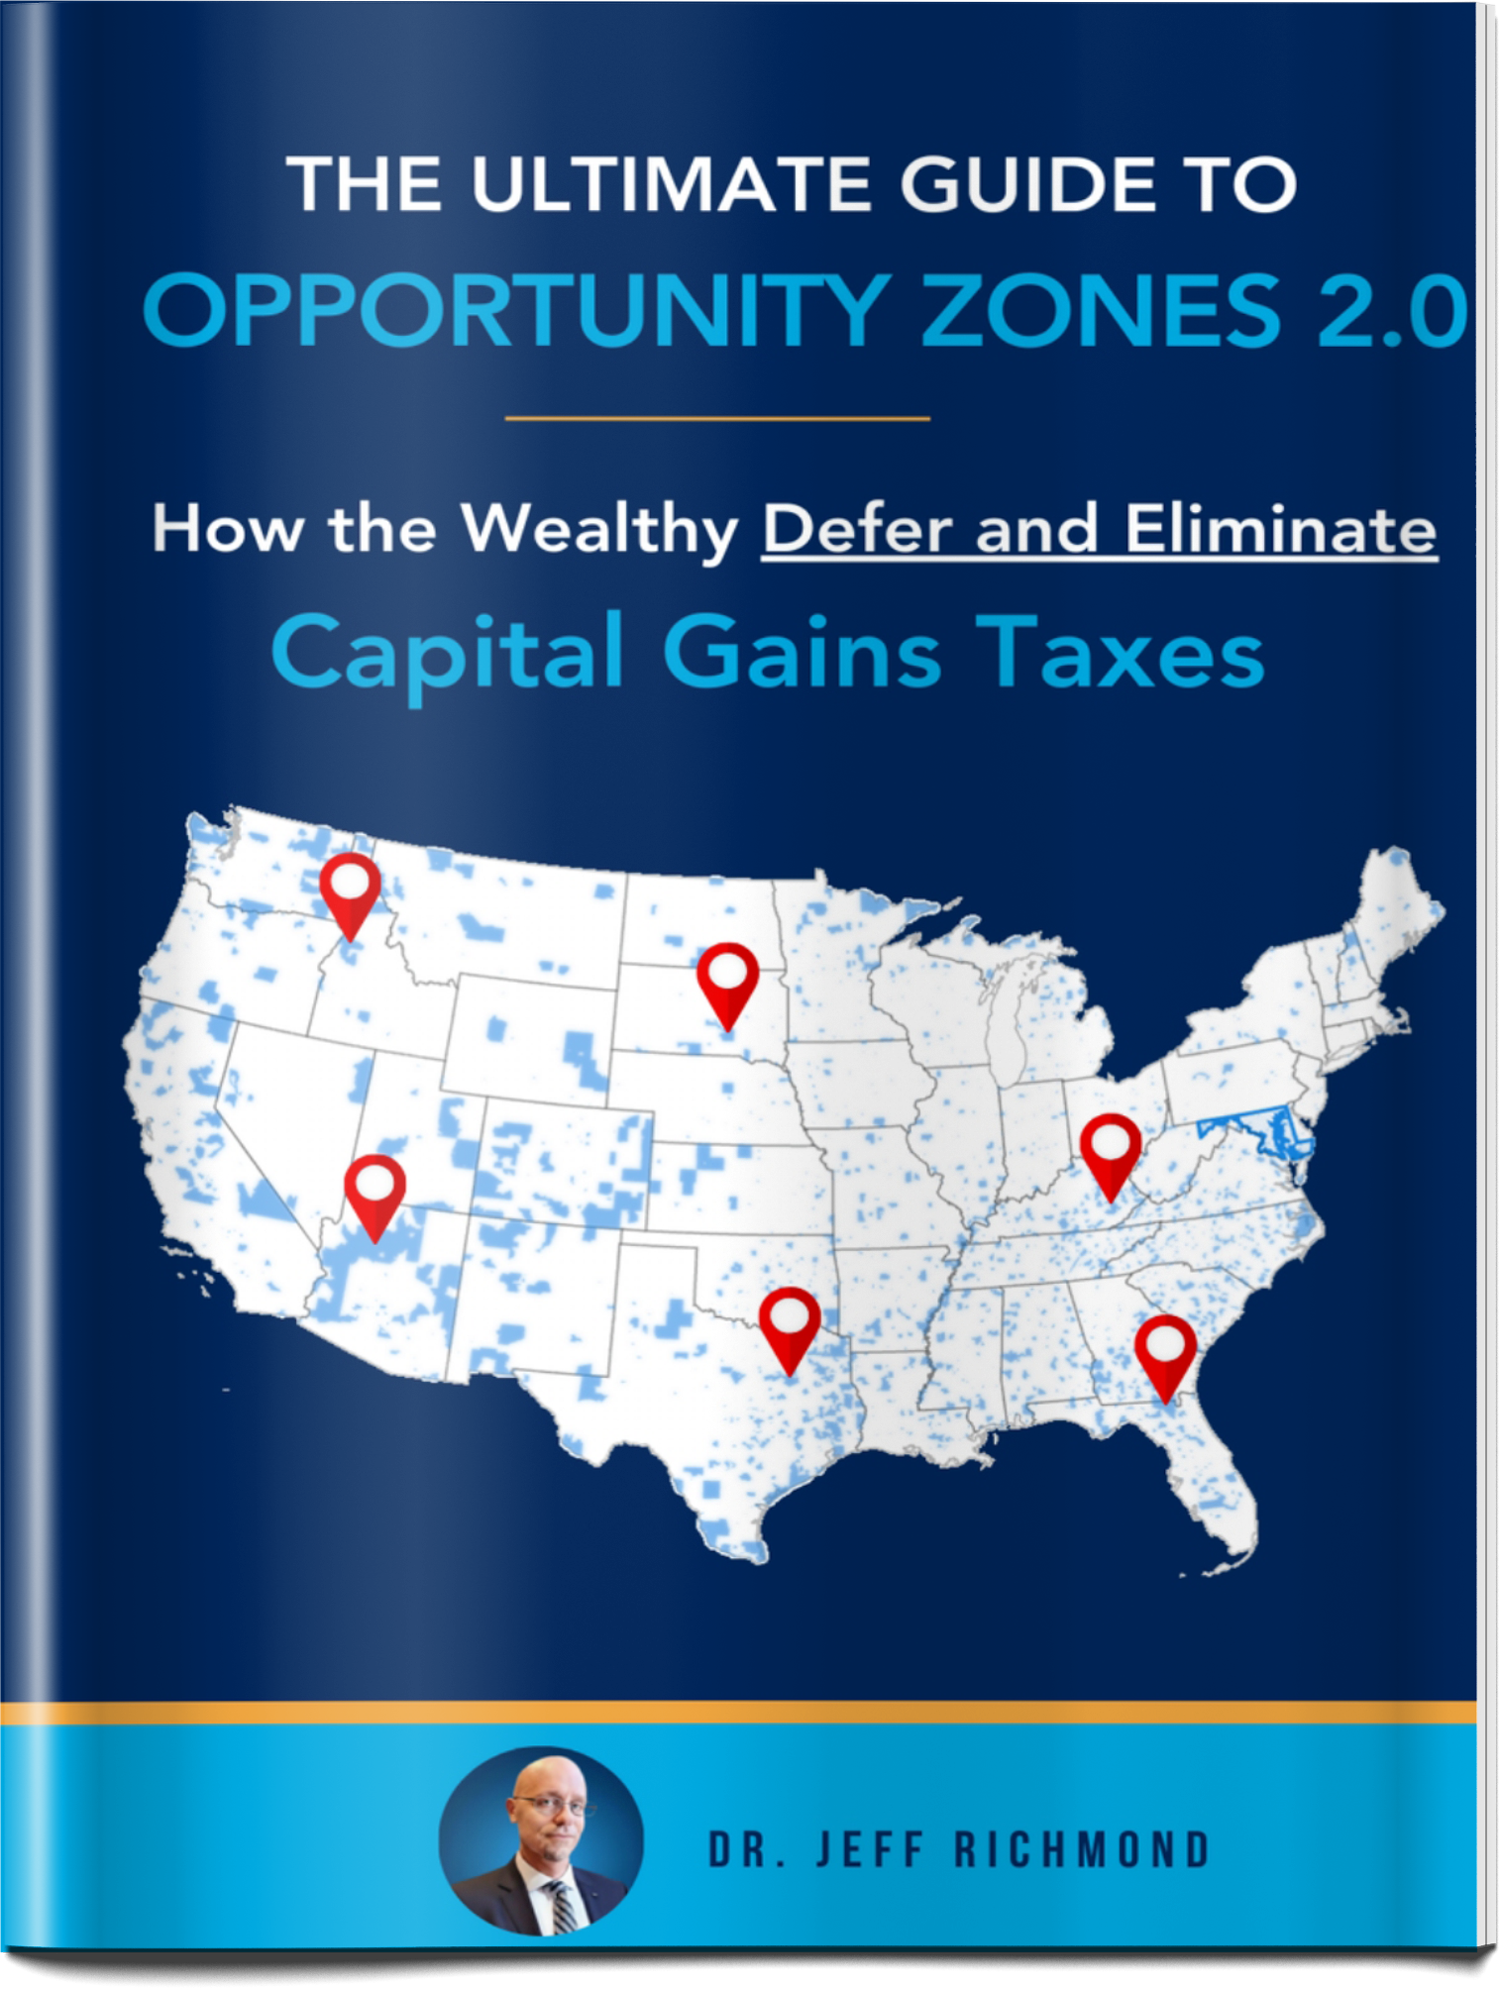 THE ULTIMATE GUIDE TO
OPPORTUNITY ZONES 2.0
How the Wealthy Defer and Eliminate
Capital Gains Taxes
DR. JEFF RICHMOND